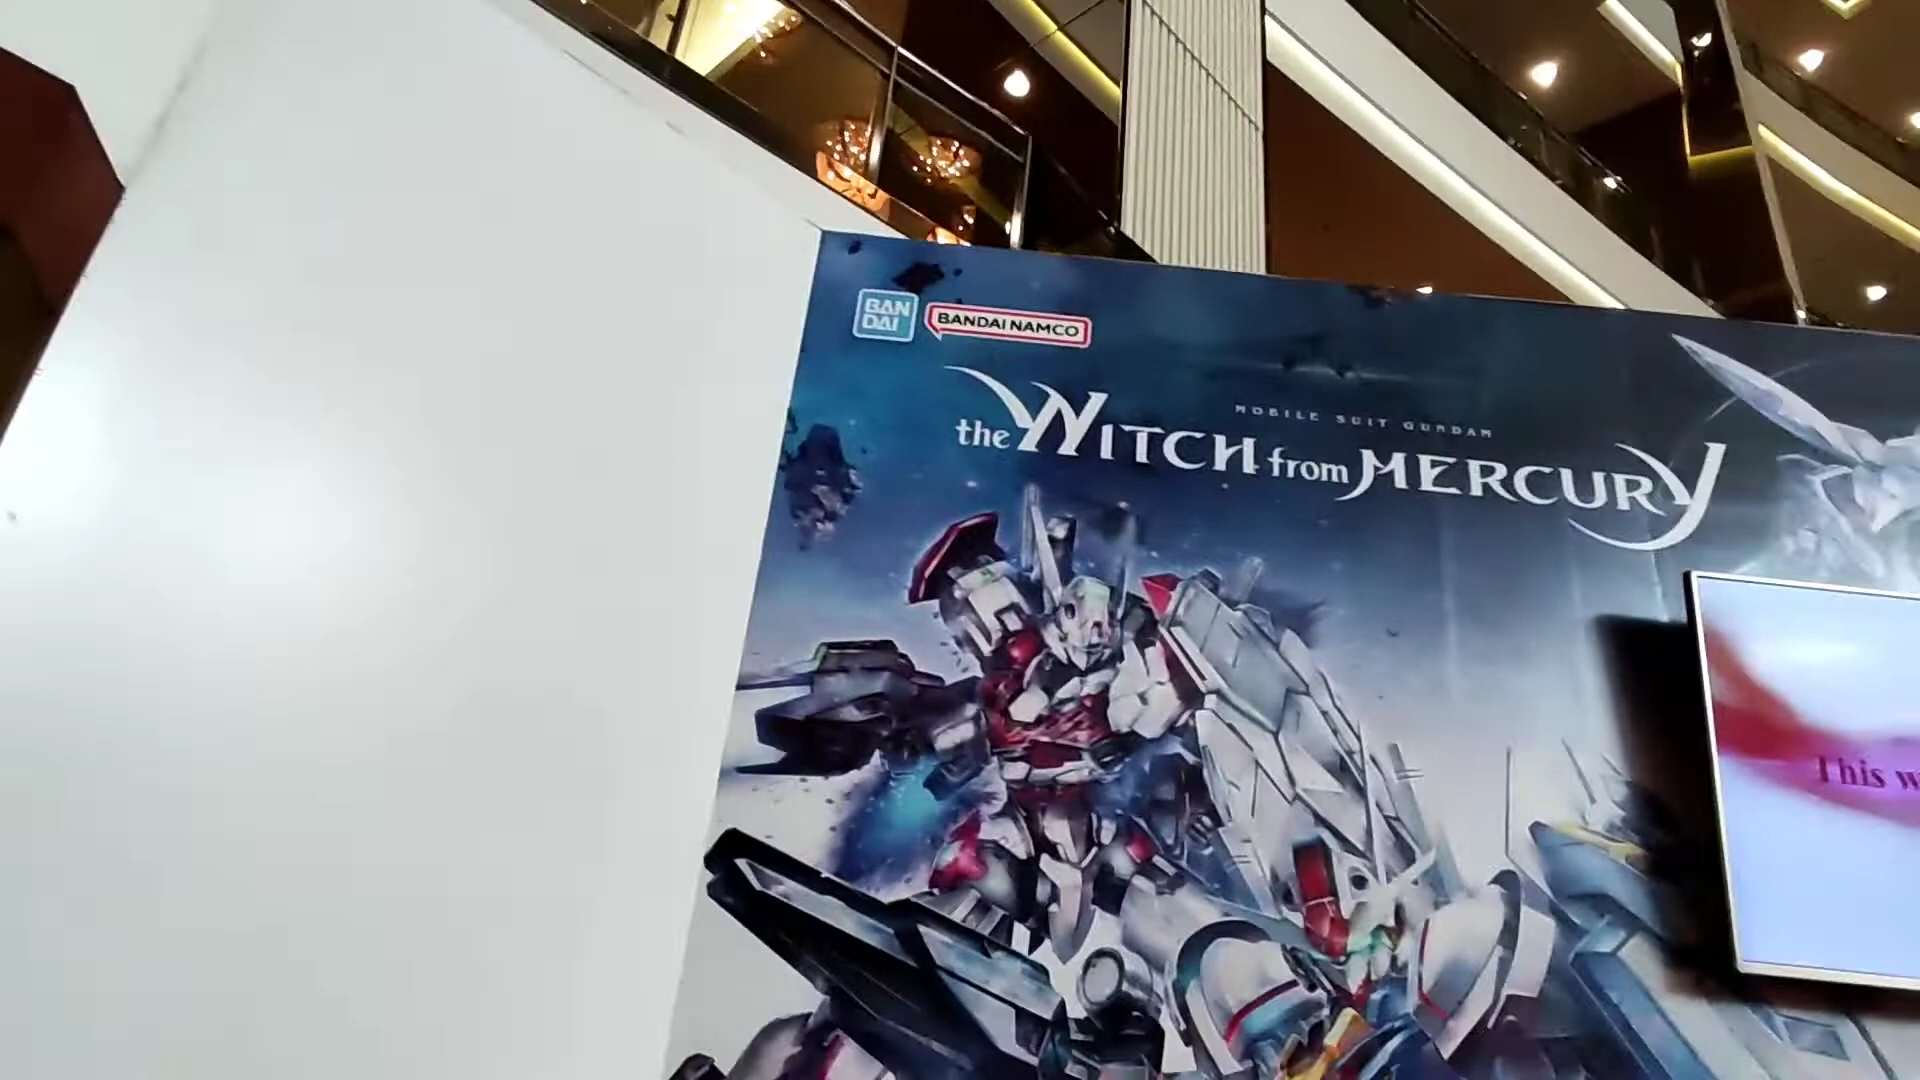 BAN
DAI
BANDAI NAMCO
MOBILE SUIT GUNDAM
the WITCH from MERCURY
This w